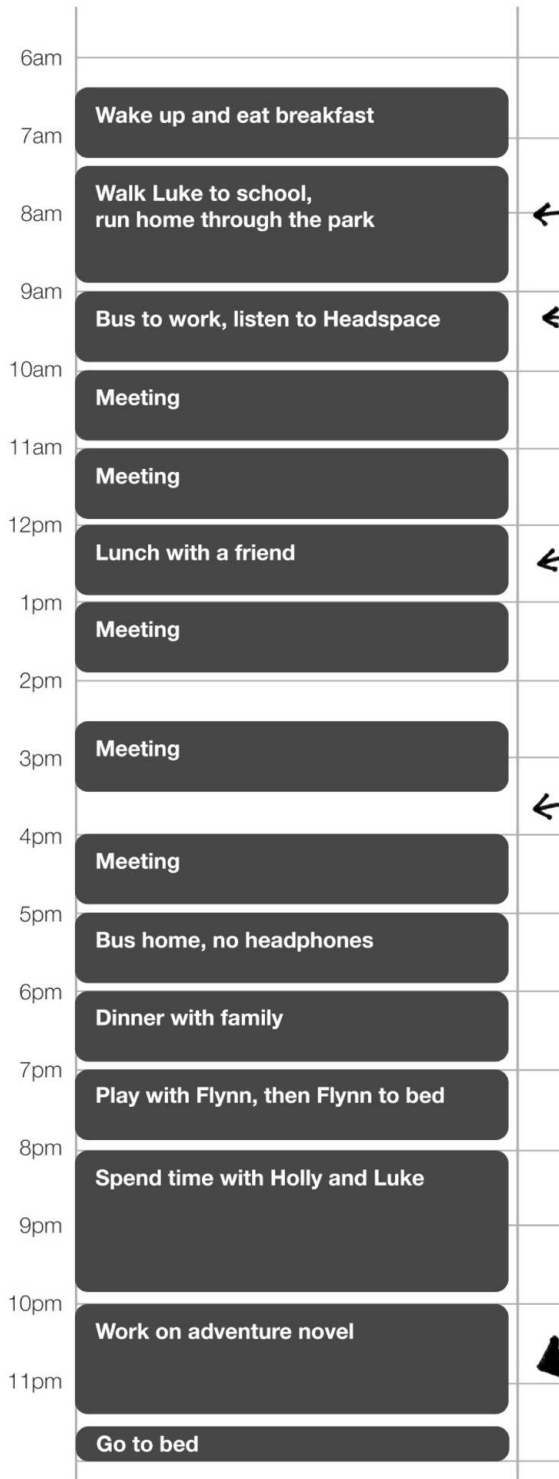 6am
Wake up and eat breakfast
7am
Walk Luke to school,
8am
run home through the park
9am
Bus to work, listen to Headspace
10am
Meeting
11am
Meeting
12pm
Lunch with a friend
1pm
Meeting
2pm
Meeting
3pm
4pm
Meeting
5pm
Bus home, no headphones
6pm
Dinner with family
7pm
Play with Flynn, then Flynn to bed
8pm
Spend time with Holly and Luke
9pm
10pm
Work on adventure novel
11pm
Go to bed